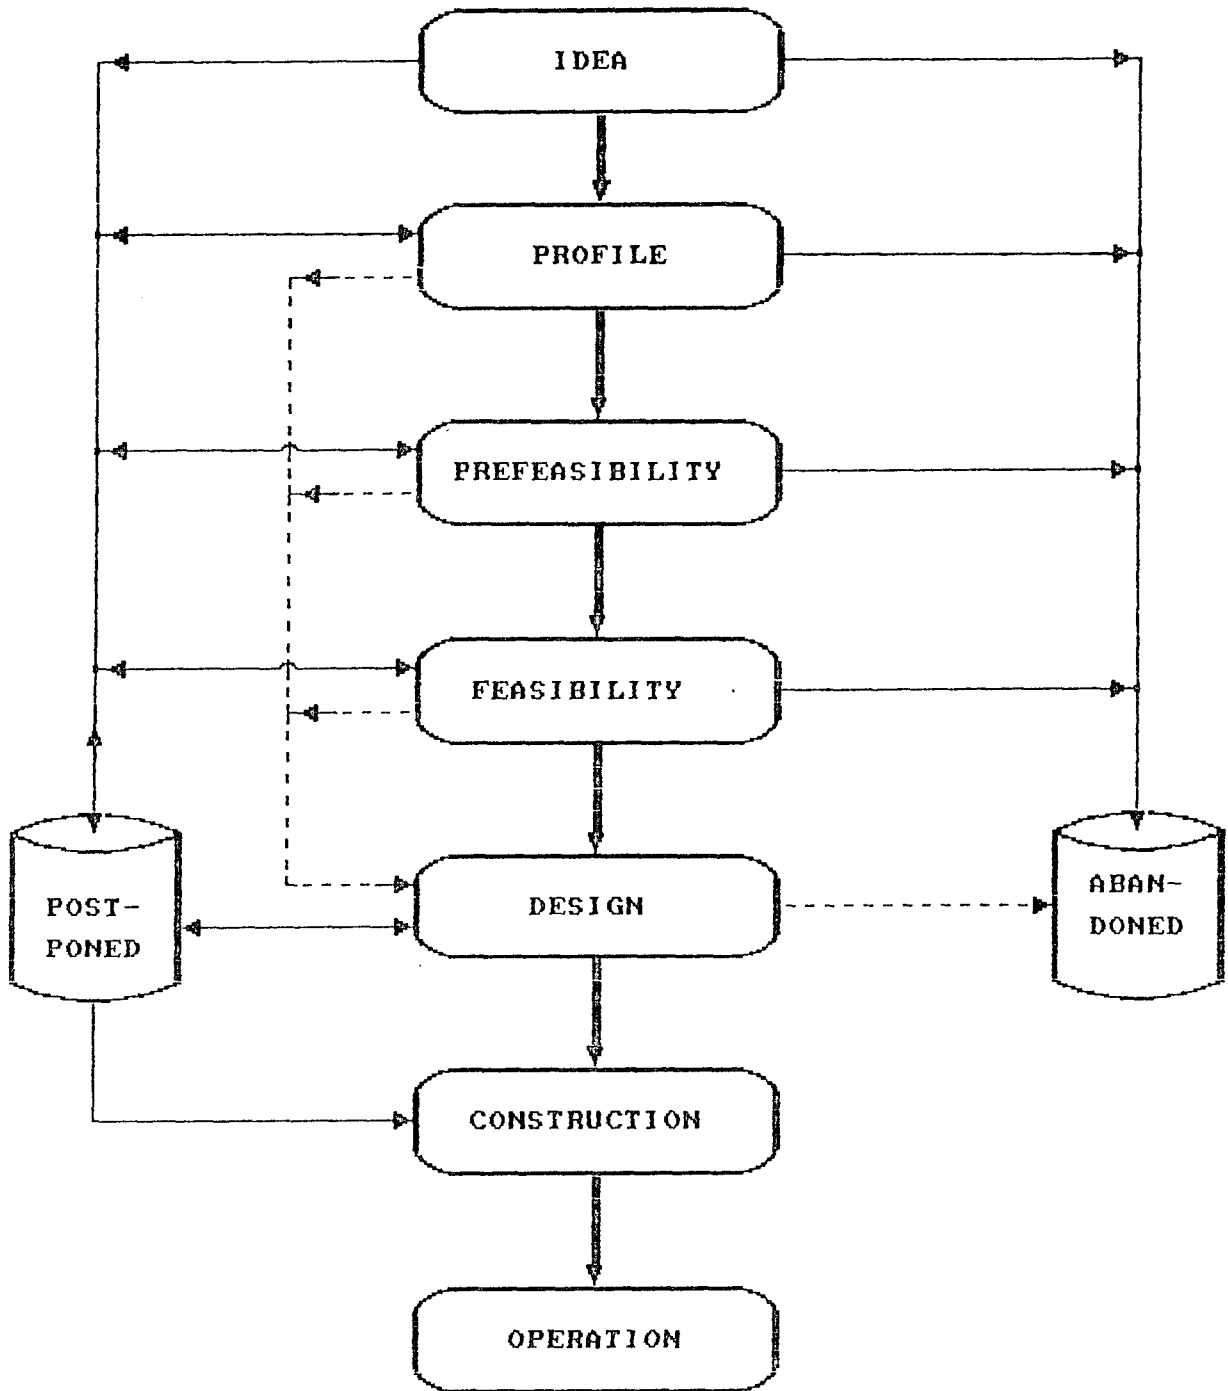 IDEA
PROFILE
PREFEASIBILITY
FEASIBILITY
POST-
PONED
DESIGN
ABAN-
DONED
CONSTRUCTION
OPERATION